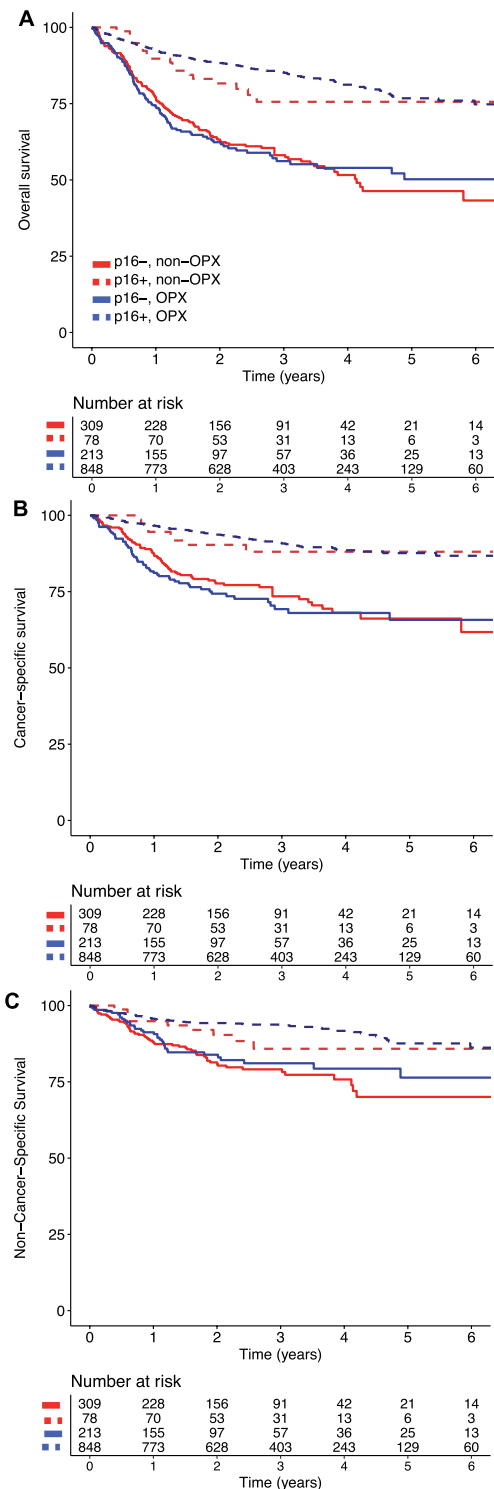 A
100
75
50
25
0
Overall survival
p16−, non−OPX
p16+, non−OPX
p16−, OPX
p16+, OPX
0 1 2 3 4 5 6
Time (years)
Number at risk
309 228 156 91 42 21 14
78 70 53 31 13 6 3
213 155 97 57 36 25 13
848 773 628 403 243 129 60
0 1 2 3 4 5 6
B
100
75
50
25
0
Cancer−specific survival
0 1 2 3 4 5 6
Time (years)
Number at risk
309 228 156 91 42 21 14
78 70 53 31 13 6 3
213 155 97 57 36 25 13
848 773 628 403 243 129 60
0 1 2 3 4 5 6
C
100
75
50
25
0
Non−Cancer−Specific Survival
0 1 2 3 4 5 6
Time (years)
Number at risk
309 228 156 91 42 21 14
78 70 53 31 13 6 3
213 155 97 57 36 25 13
848 773 628 403 243 129 60
0 1 2 3 4 5 6
Time (years)